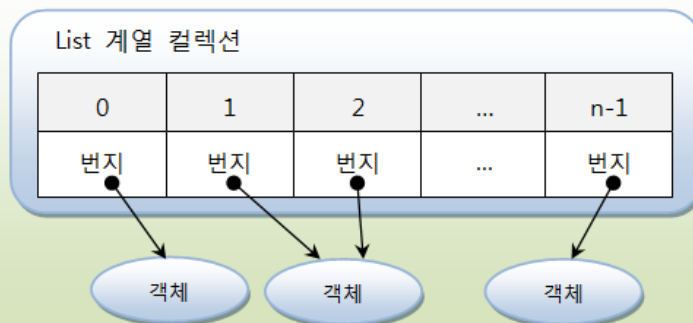 List 계열 컬렉션
0 1 2 ... n-1
번지 번지 번지 ... 번지
객체 객체 객체